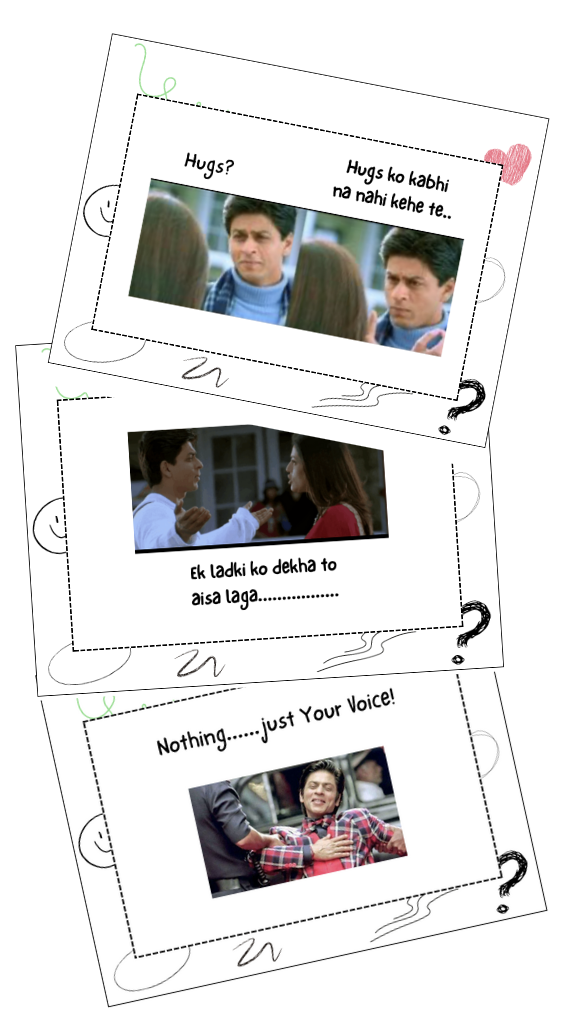 Hugs?
Hugs ko kabhi
na nahi kehe te..
Ek ladki ko dekha to
aisa laga.................
Nothing......just Your Voice!